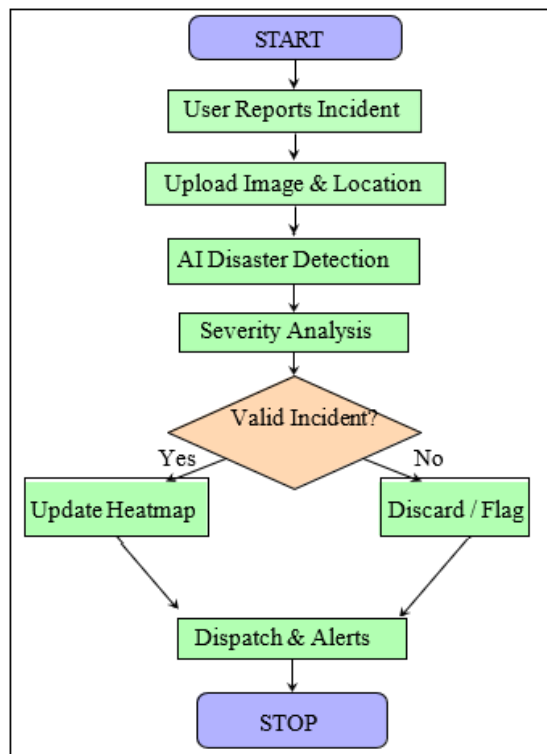 START
User Reports Incident
Upload Image & Location
AI Disaster Detection
Severity Analysis
Valid Incident?
Yes
No
Update Heatmap
Discard / Flag
Dispatch & Alerts
STOP